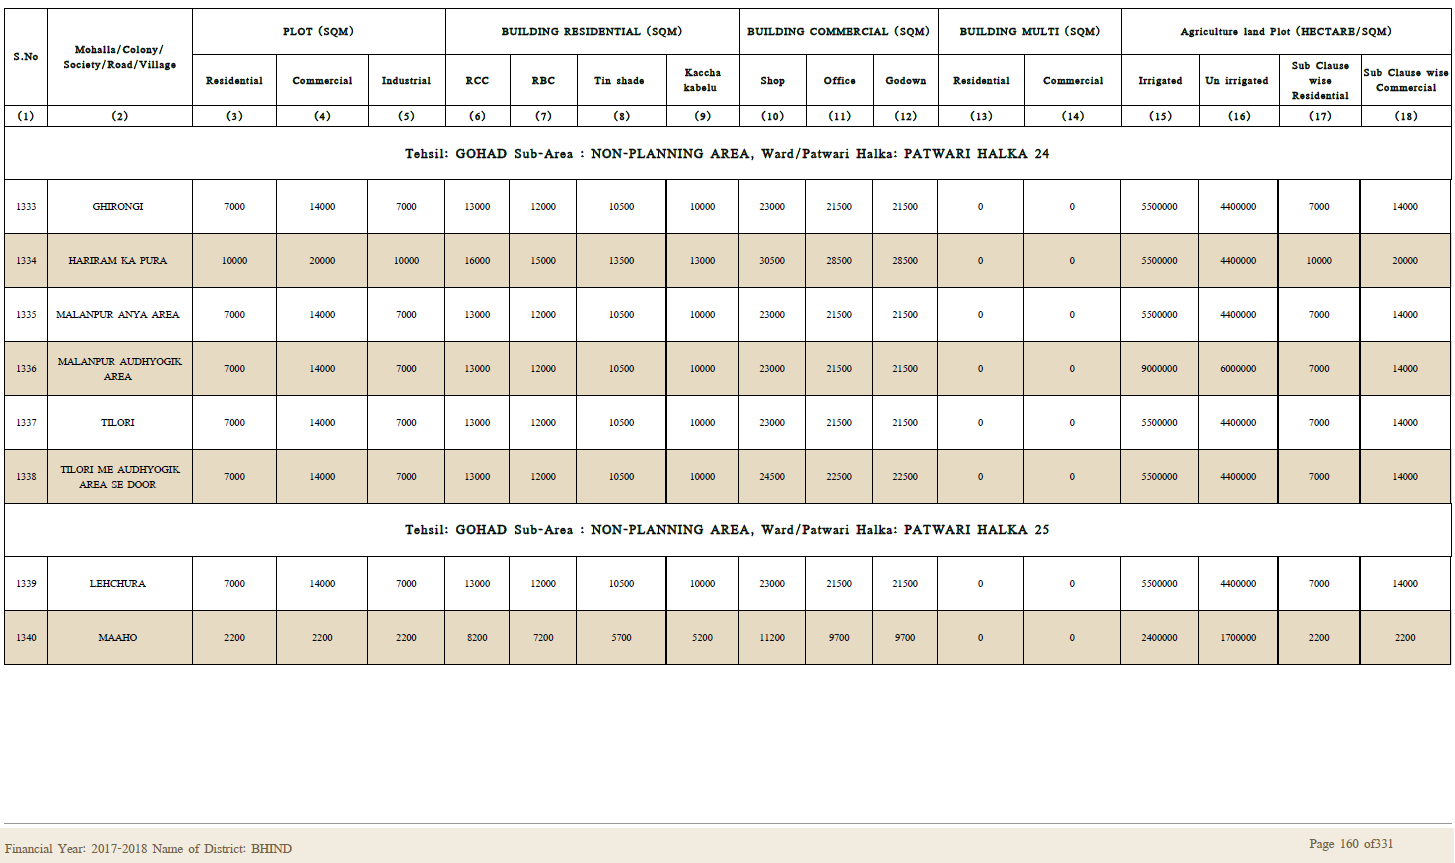 S.No Mohalla/Colony/ Society/Road/Village PLOT (SQM) BUILDING RESIDENTIAL (SQM) BUILDING COMMERCIAL (SQM) BUILDING MULTI (SQM) Agriculture land Plot (HECTARE/SQM)
Residential Commercial Industrial RCC RBC Tin shade Kaccha kabelu Shop Office Godown Residential Commercial Irrigated Un irrigated Sub Clause wise Residential Sub Clause wise Commercial
(1) (2) (3) (4) (5) (6) (7) (8) (9) (10) (11) (12) (13) (14) (15) (16) (17) (18)
Tehsil: GOHAD Sub-Area : NON-PLANNING AREA, Ward/Patwari Halka: PATWARI HALKA 24
1333 GHIRONGI 7000 14000 7000 13000 12000 10500 10000 23000 21500 21500 0 0 5500000 4400000 7000 14000
1334 HARIRAM KA PURA 10000 20000 10000 16000 15000 13500 13000 30500 28500 28500 0 0 5500000 4400000 10000 20000
1335 MALANPUR ANYA AREA 7000 14000 7000 13000 12000 10500 10000 23000 21500 21500 0 0 5500000 4400000 7000 14000
1336 MALANPUR AUDHYOGIK AREA 7000 14000 7000 13000 12000 10500 10000 23000 21500 21500 0 0 9000000 6000000 7000 14000
1337 TILORI 7000 14000 7000 13000 12000 10500 10000 23000 21500 21500 0 0 5500000 4400000 7000 14000
1338 TILORI ME AUDHYOGIK AREA SE DOOR 7000 14000 7000 13000 12000 10500 10000 24500 22500 22500 0 0 5500000 4400000 7000 14000
Tehsil: GOHAD Sub-Area : NON-PLANNING AREA, Ward/Patwari Halka: PATWARI HALKA 25
1339 LEHCHURA 7000 14000 7000 13000 12000 10500 10000 23000 21500 21500 0 0 5500000 4400000 7000 14000
1340 MAAHO 2200 2200 2200 8200 7200 5700 5200 11200 9700 9700 0 0 2400000 1700000 2200 2200
Financial Year: 2017-2018 Name of District: BHIND
Page 160 of331